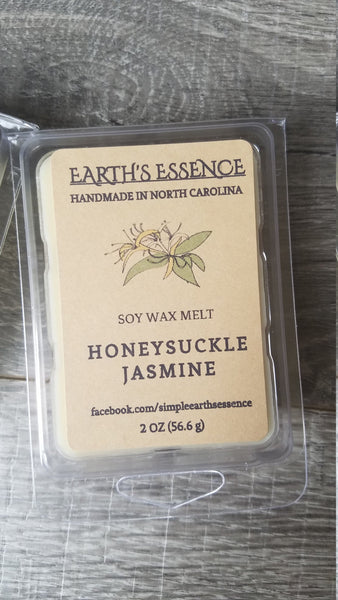 EARTH'S ESSENCE
HANDMADE IN NORTH CAROLINA
SOY WAX MELT
HONEYSUCKLE
JASMINE
facebook.com/simpleearthsessence
2 OZ (56.6 g)